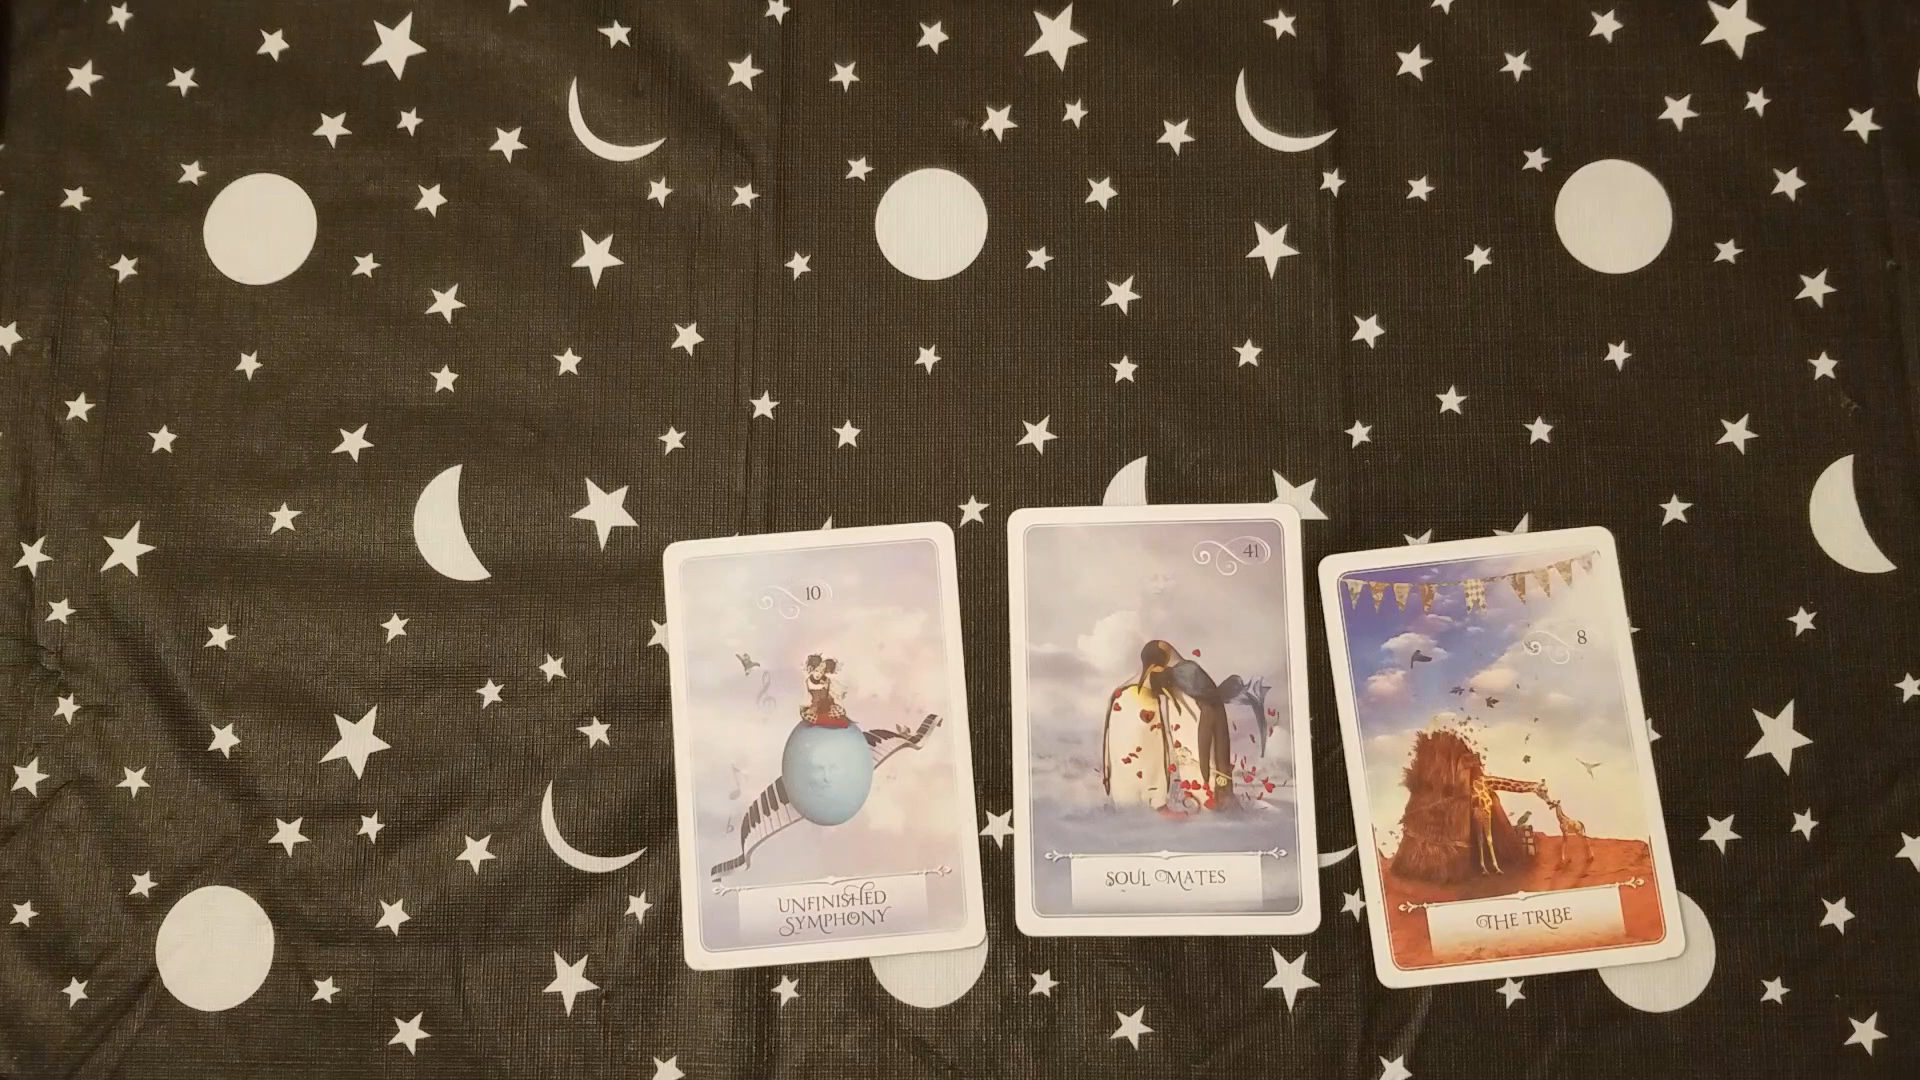 10
UNFINISHED
SYMPHONY
41
SOUL MATES
8
THE TRIBE